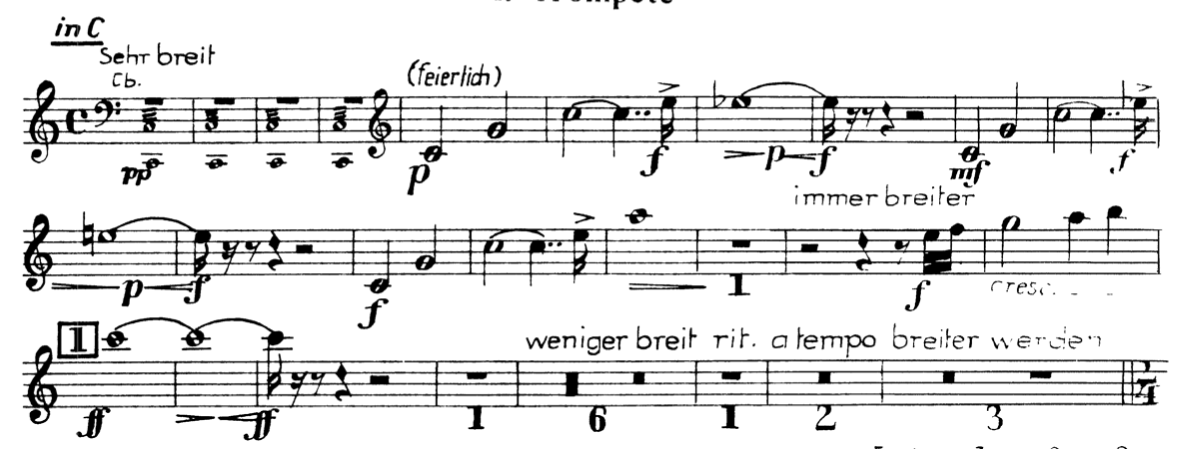 in C
Sehr breit
Cb.
(feierlich)
pp p f p f mf f
immer breiter
p f f 1 f cresc.
1 weniger breit rit. a tempo breiter werden
ff ff 1 6 1 2 3 4